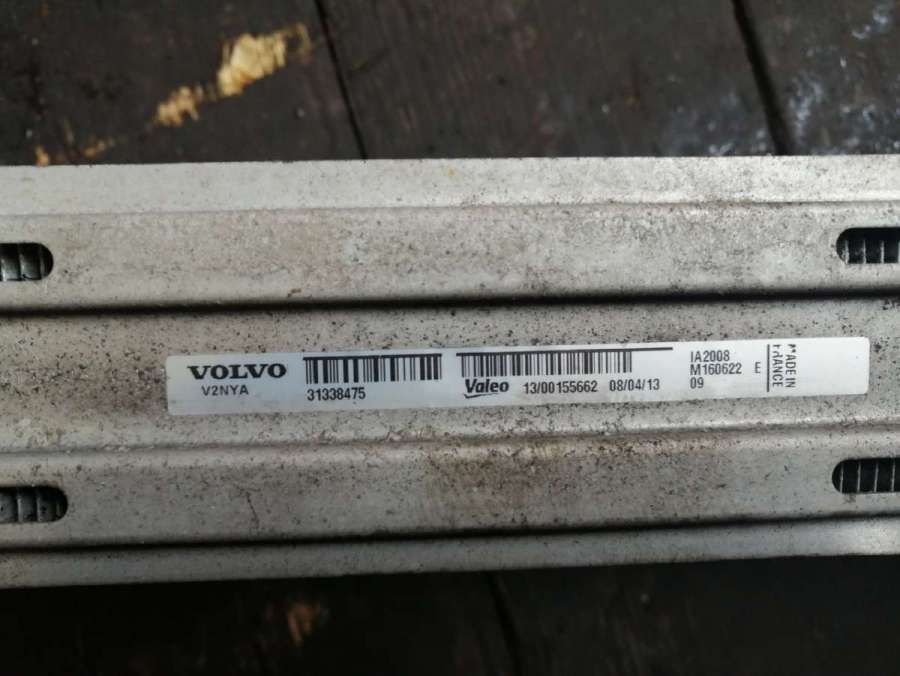 VOLVO
V2NYA
31338475
Valeo 13/00155662 08/04/13
IA2008
M160622 E
09
MADE IN
FRANCE